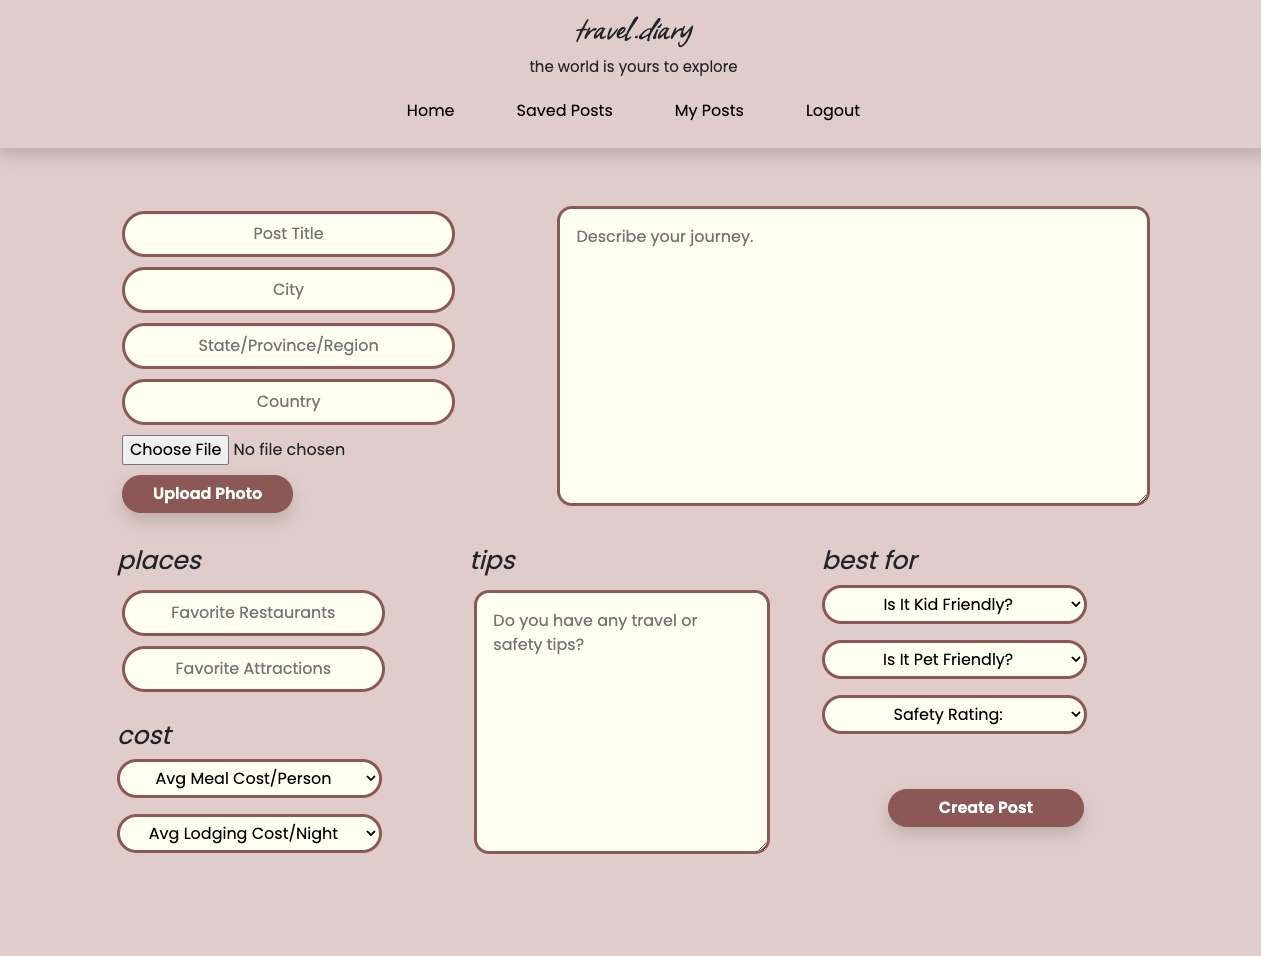 travel.diary
the world is yours to explore
Home Saved Posts My Posts Logout
Post Title
City
State/Province/Region
Country
Choose File No file chosen
Upload Photo
Describe your journey.
places
Favorite Restaurants
Favorite Attractions
cost
Avg Meal Cost/Person
Avg Lodging Cost/Night
tips
Do you have any travel or
safety tips?
best for
Is It Kid Friendly?
Is It Pet Friendly?
Safety Rating:
Create Post